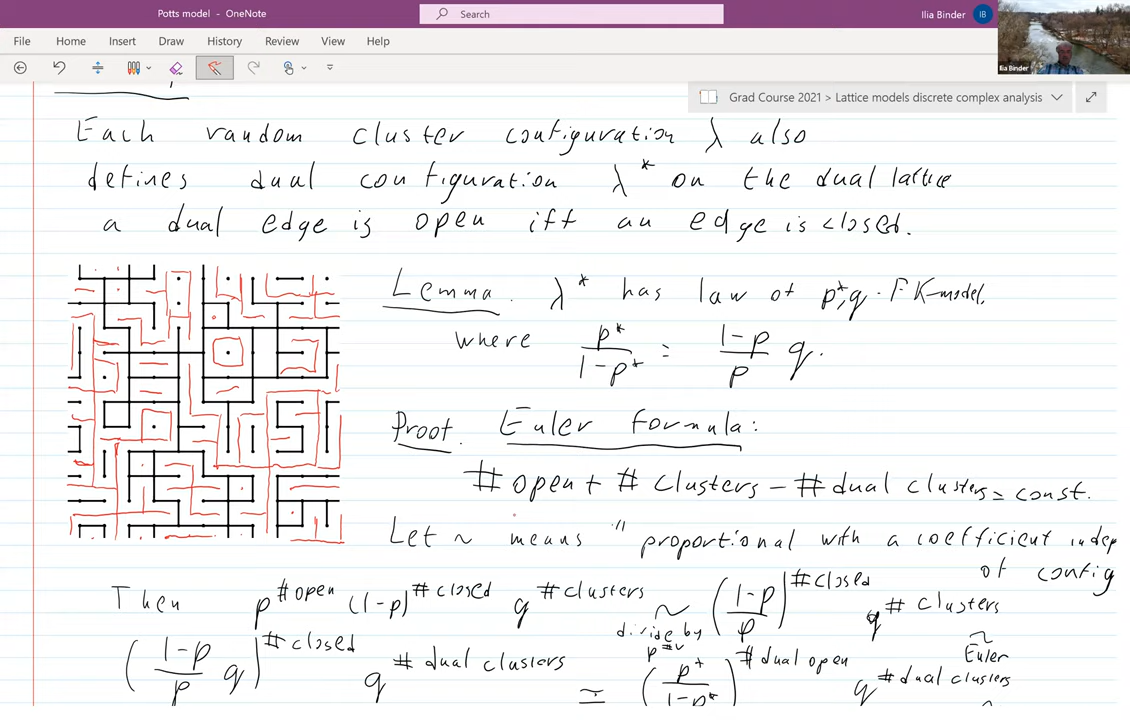 Potts model - OneNote
Search
Ilia Binder
IB
File Home Insert Draw History Review View Help
Ilia Binder
Grad Course 2021 > Lattice models discrete complex analysis
Each random cluster configuration λ also
defines dual configuration λ* on the dual lattice
a dual edge is open iff an edge is closed.
Lemma. λ* has law of p*,q - FK-model,
where p*/(1-p*) = (1-p)/p q.
Proof. Euler formula:
# open + # clusters - # dual clusters = const.
Let ~ means "proportional with a coefficient indep
of config
Then p^{# open} (1-p)^{# closed} q^{# clusters} ~ ((1-p)/p)^{# closed} q^{# clusters}
divide by
~
Euler
((1-p)/p q)^{# closed} q^{# dual clusters} ≃ (p*/(1-p*))^{# dual open} q^{# dual clusters}